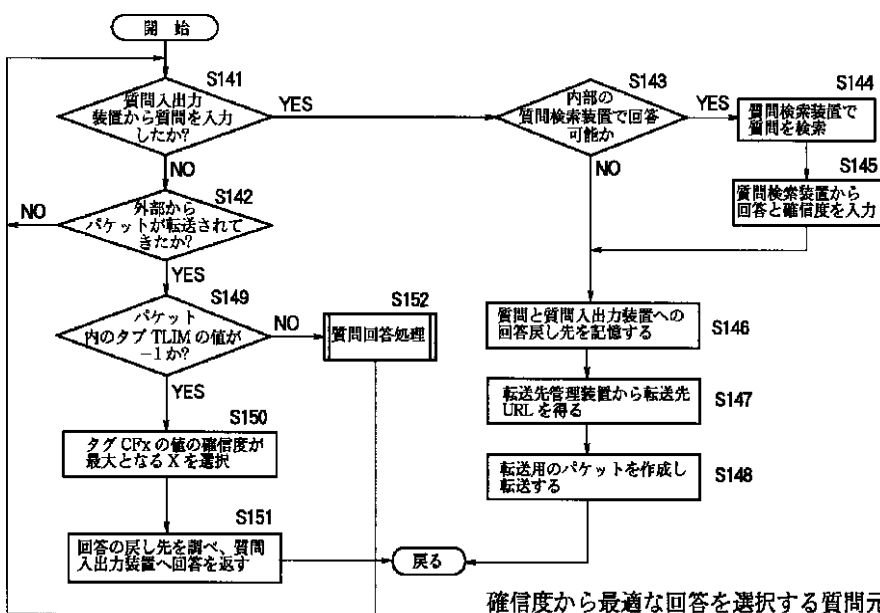 開 始
S141
質問入出力
装置から質問を入力
したか?
YES
NO
S142
外部から
パケットが転送されて
きたか?
NO
YES
S149
パケット
内のタブTLIMの値が
-1か?
NO
YES
S152
質問回答処理
S150
タグCFxの値の確信度が
最大となるXを選択
S151
回答の戻し先を調べ、質問
入出力装置へ回答を返す
S143
内部の
質問検索装置で回答
可能か
YES
NO
S144
質問検索装置で
質問を検索
S145
質問検索装置から
回答と確信度を入力
質問と質問入出力装置への
回答戻し先を記憶する
S146
転送先管理装置から転送先
URLを得る
S147
転送用のパケットを作成し
転送する
S148
戻る
確信度から最適な回答を選択する質問元